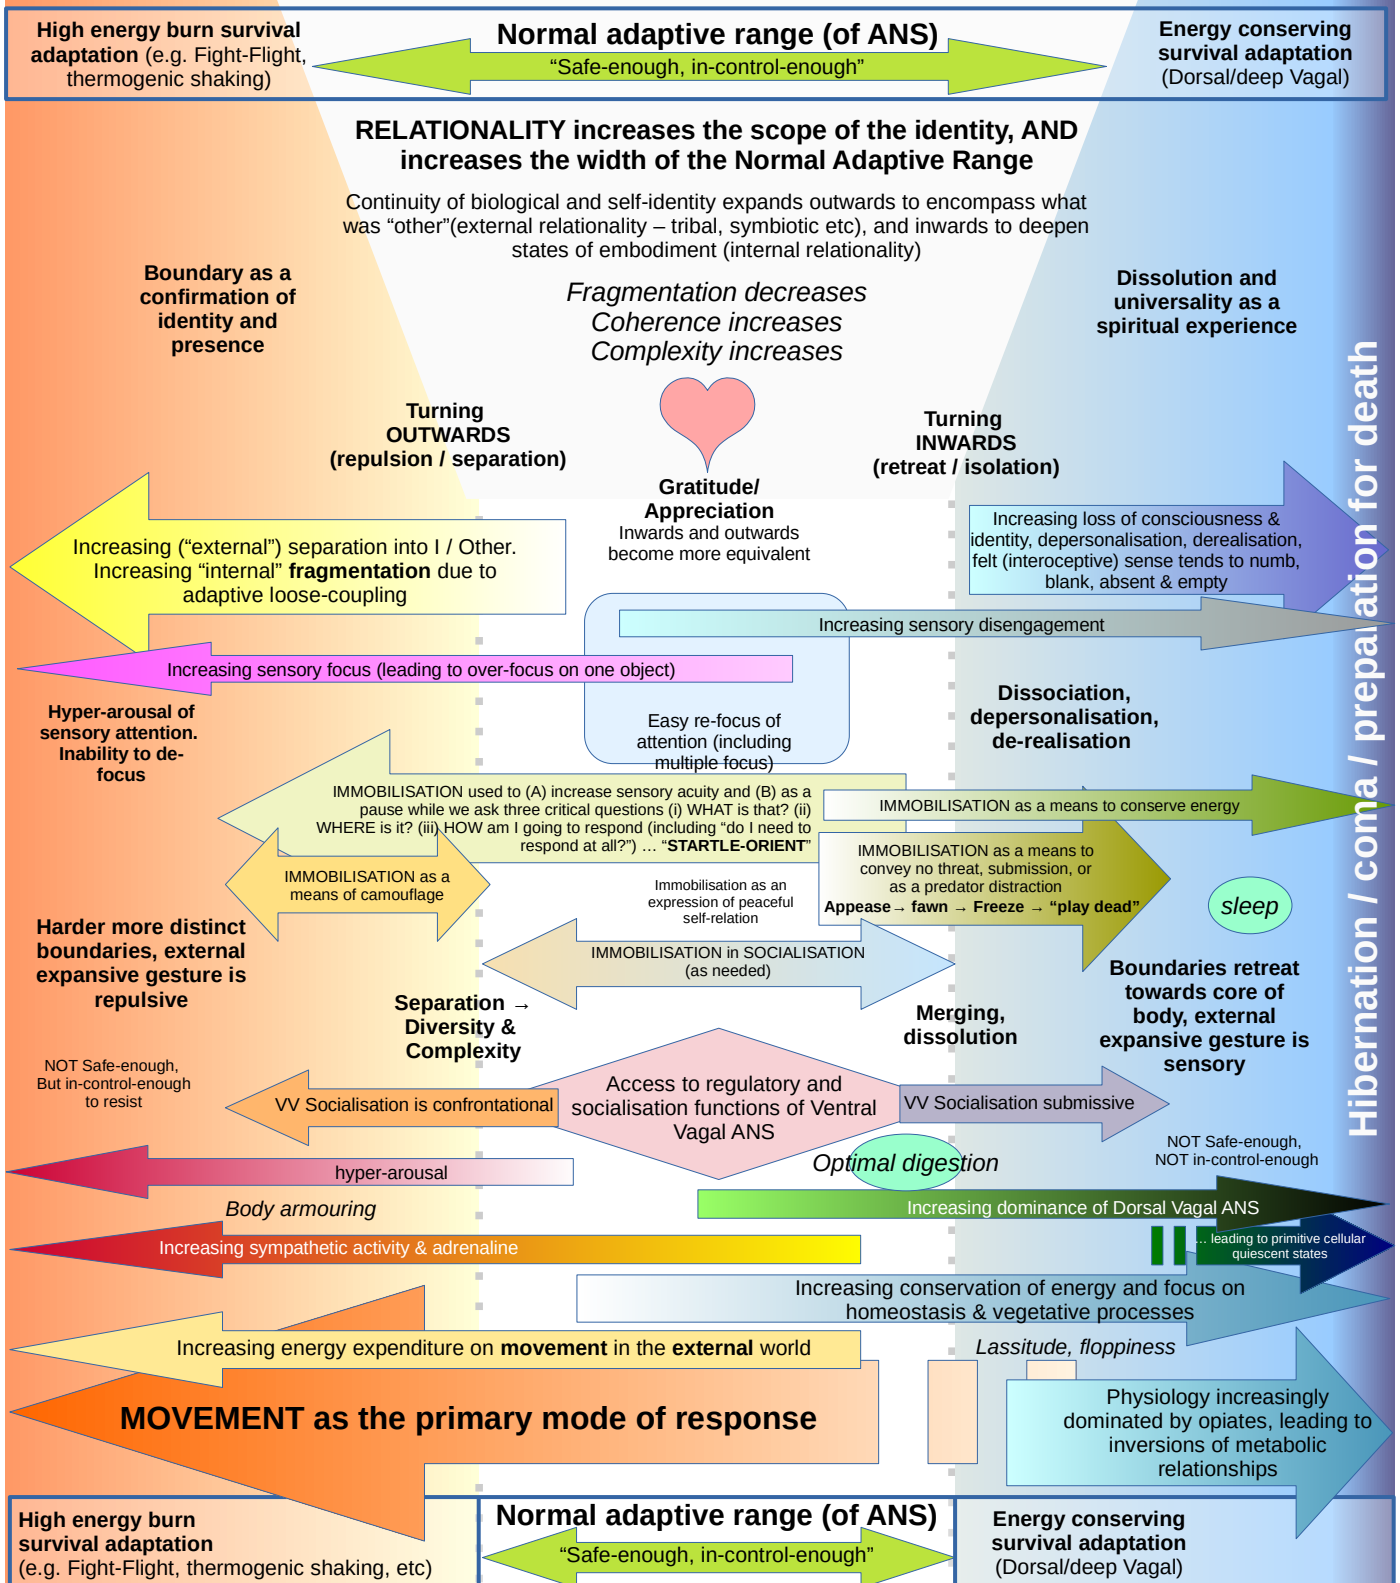 High energy burn survival
adaptation (e.g. Fight-Flight,
thermogenic shaking)
Normal adaptive range (of ANS)
“Safe-enough, in-control-enough”
Energy conserving
survival adaptation
(Dorsal/deep Vagal)
RELATIONALITY increases the scope of the identity, AND
increases the width of the Normal Adaptive Range
Continuity of biological and self-identity expands outwards to encompass what
was “other”(external relationality – tribal, symbiotic etc), and inwards to deepen
states of embodiment (internal relationality)
Boundary as a
confirmation of
identity and
presence
Fragmentation decreases
Coherence increases
Complexity increases
Dissolution and
universality as a
spiritual experience
Hibernation / coma / preparation for death
Turning
OUTWARDS
(repulsion / separation)
Turning
INWARDS
(retreat / isolation)
Gratitude/
Appreciation
Inwards and outwards
become more equivalent
Increasing (“external”) separation into I / Other.
Increasing “internal” fragmentation due to
adaptive loose-coupling
Increasing loss of consciousness &
identity, depersonalisation, derealisation,
felt (interoceptive) sense tends to numb,
blank, absent & empty
Increasing sensory disengagement
Increasing sensory focus (leading to over-focus on one object)
Hyper-arousal of
sensory attention.
Inability to de-
focus
Easy re-focus of
attention (including
multiple focus)
Dissociation,
depersonalisation,
de-realisation
IMMOBILISATION used to (A) increase sensory acuity and (B) as a
pause while we ask three critical questions (i) WHAT is that? (ii)
WHERE is it? (iii) HOW am I going to respond (including “do I need to
respond at all?”) … “STARTLE-ORIENT”
IMMOBILISATION as a means to conserve energy
IMMOBILISATION as a
means of camouflage
IMMOBILISATION as a means to
convey no threat, submission, or
as a predator distraction
Appease→ fawn → Freeze → “play dead”
Immobilisation as an
expression of peaceful
self-relation
sleep
Harder more distinct
boundaries, external
expansive gesture is
repulsive
IMMOBILISATION in SOCIALISATION
(as needed)
Boundaries retreat
towards core of
body, external
expansive gesture is
sensory
Separation →
Diversity &
Complexity
Merging,
dissolution
NOT Safe-enough,
But in-control-enough
to resist
VV Socialisation is confrontational
Access to regulatory and
socialisation functions of Ventral
Vagal ANS
VV Socialisation submissive
NOT Safe-enough,
NOT in-control-enough
hyper-arousal
Optimal digestion
Body armouring
Increasing dominance of Dorsal Vagal ANS
Increasing sympathetic activity & adrenaline
… leading to primitive cellular
quiescent states
Increasing conservation of energy and focus on
homeostasis & vegetative processes
Increasing energy expenditure on movement in the external world
Lassitude, floppiness
MOVEMENT as the primary mode of response
Physiology increasingly
dominated by opiates, leading to
inversions of metabolic
relationships
High energy burn
survival adaptation
(e.g. Fight-Flight, thermogenic shaking, etc)
Normal adaptive range (of ANS)
“Safe-enough, in-control-enough”
Energy conserving
survival adaptation
(Dorsal/deep Vagal)